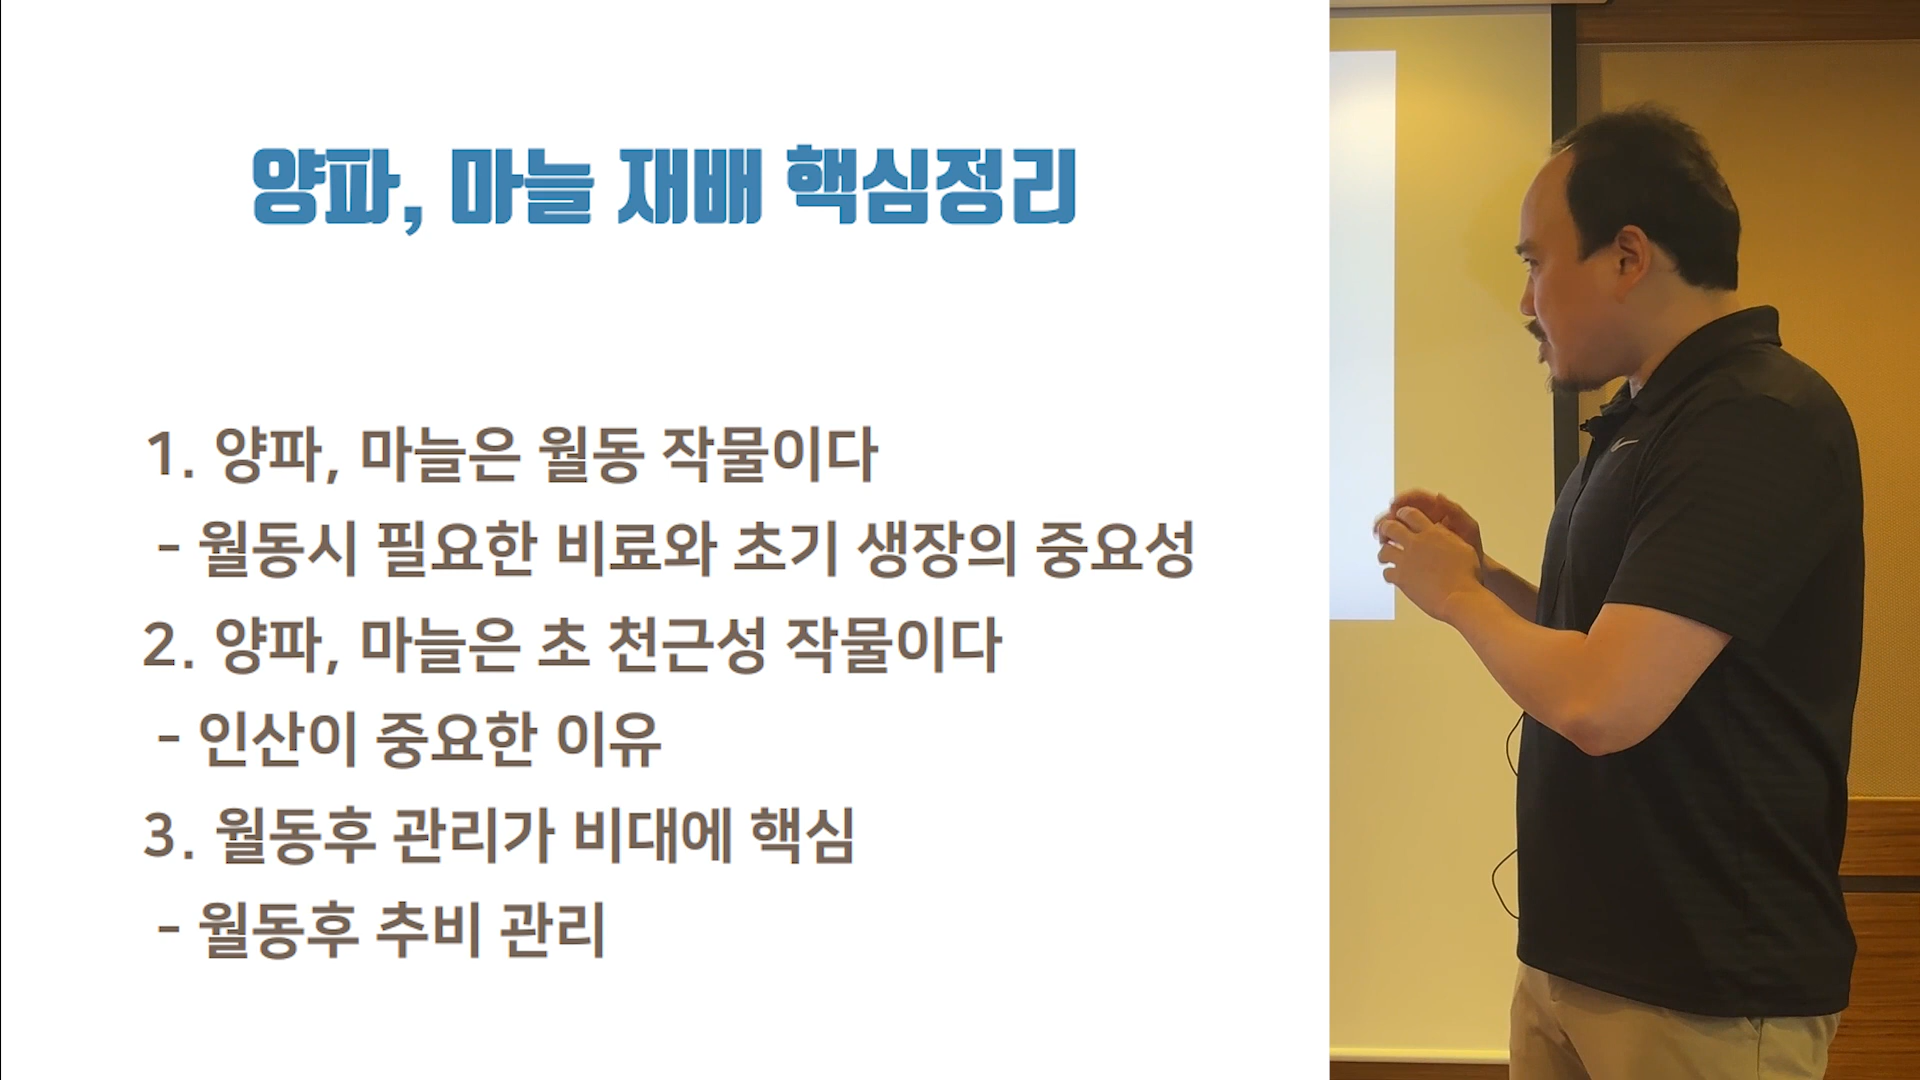 양파, 마늘 재배 핵심정리
1. 양파, 마늘은 월동 작물이다
- 월동시 필요한 비료와 초기 생장의 중요성
2. 양파, 마늘은 초 천근성 작물이다
- 인산이 중요한 이유
3. 월동후 관리가 비대에 핵심
- 월동후 추비 관리